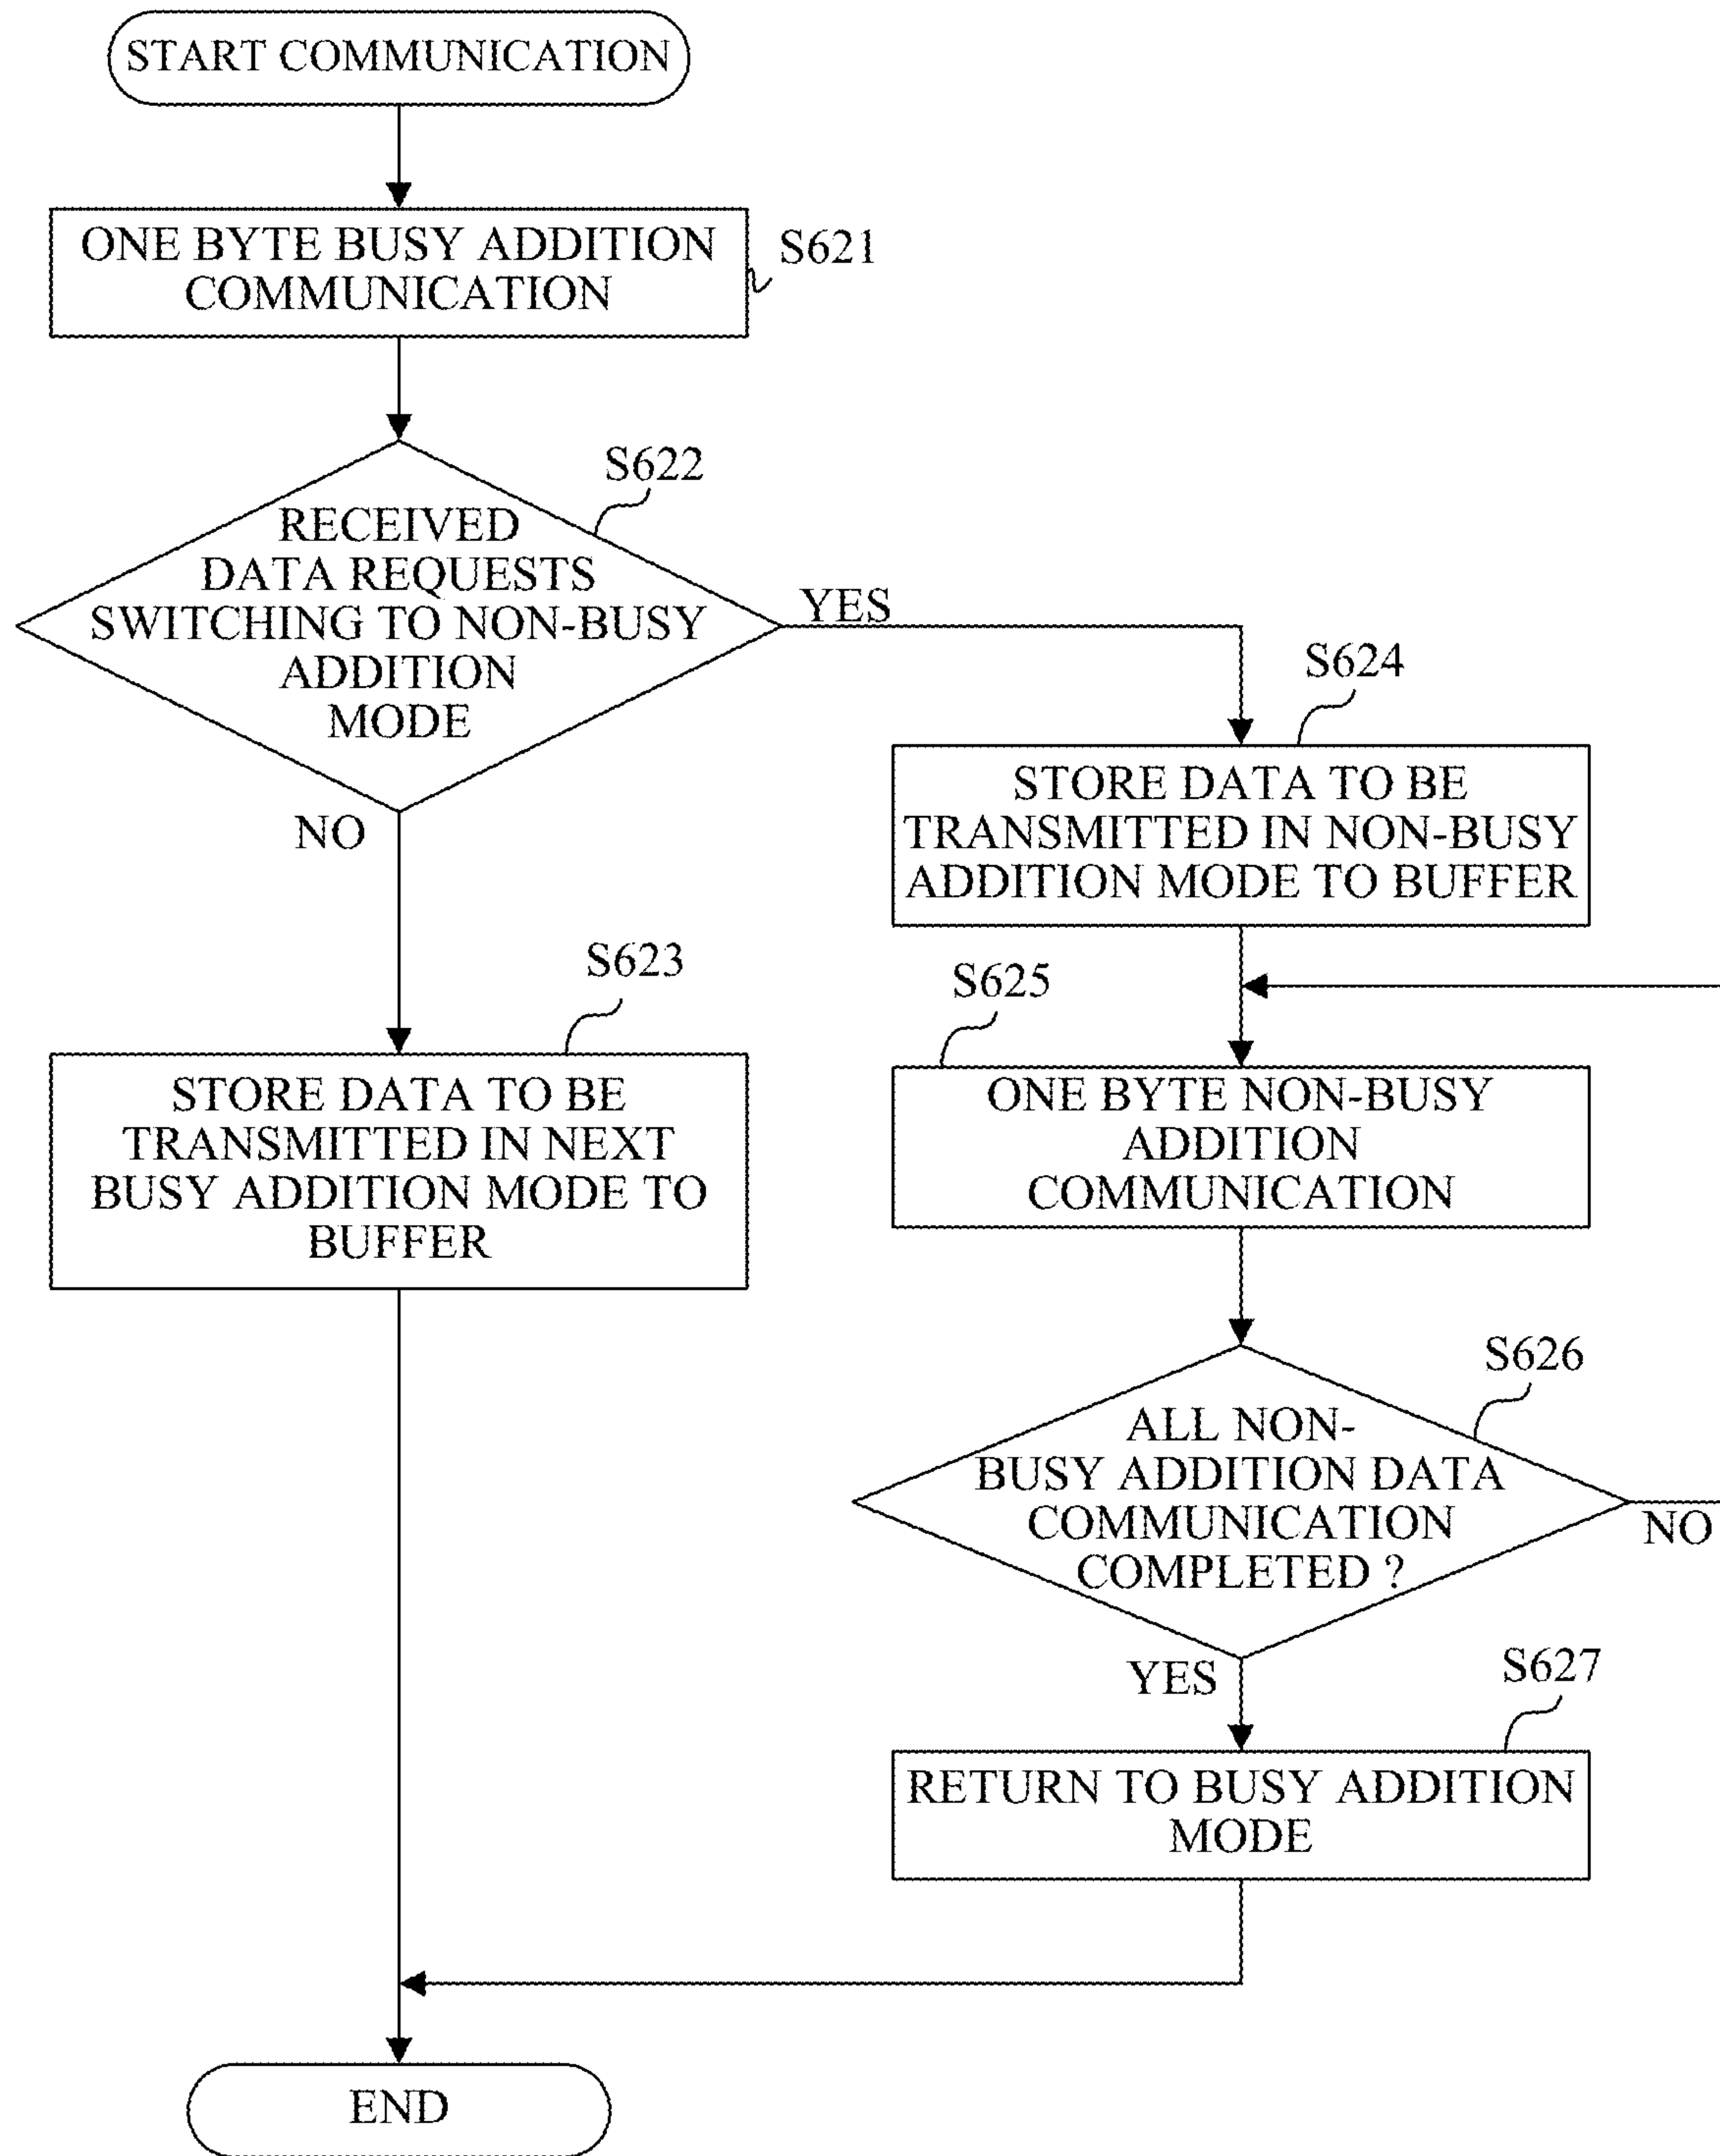 START COMMUNICATION
ONE BYTE BUSY ADDITION
COMMUNICATION
S621
S622
RECEIVED
DATA REQUESTS
SWITCHING TO NON-BUSY
ADDITION
MODE
YES
NO
S623
STORE DATA TO BE
TRANSMITTED IN NEXT
BUSY ADDITION MODE TO
BUFFER
S624
STORE DATA TO BE
TRANSMITTED IN NON-BUSY
ADDITION MODE TO BUFFER
S625
ONE BYTE NON-BUSY
ADDITION
COMMUNICATION
S626
ALL NON-
BUSY ADDITION DATA
COMMUNICATION
COMPLETED ?
NO
YES
S627
RETURN TO BUSY ADDITION
MODE
END